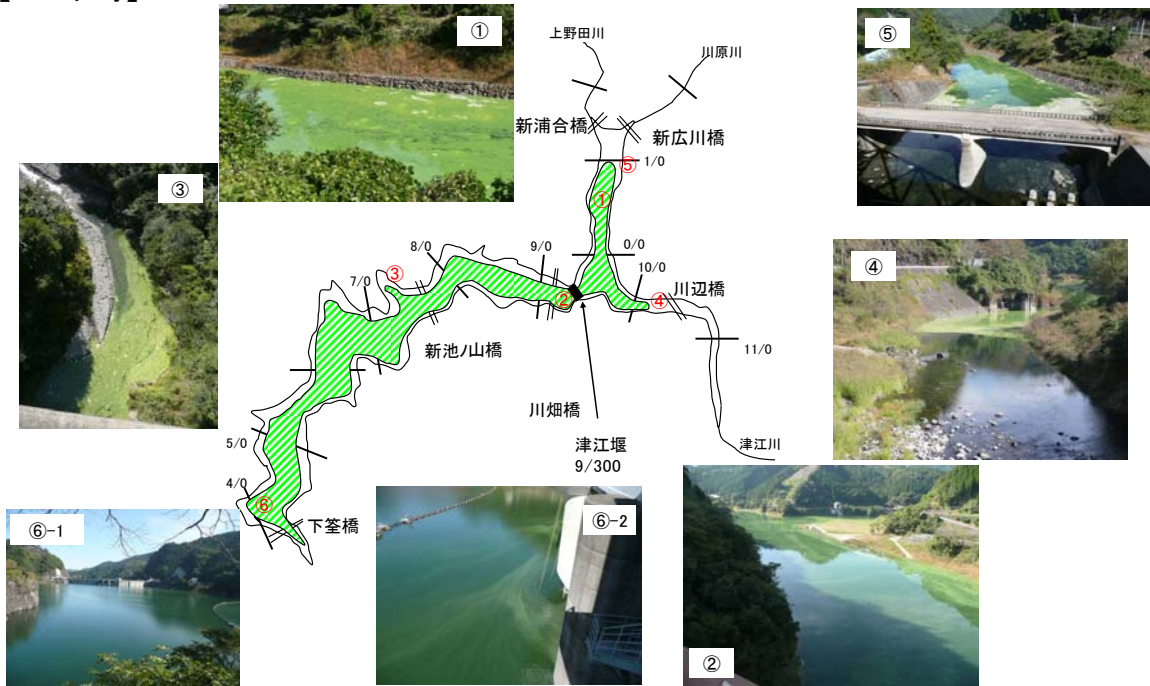 ①
上野田川
川原川
⑤
新浦合橋
新広川橋
⑤
1/0
①
③
8/0
9/0
0/0
10/0
④
③
7/0
②
④
川辺橋
新池ノ山橋
11/0
川畑橋
5/0
津江堰
9/300
津江川
4/0
⑥
⑥-1
下筌橋
⑥-2
②